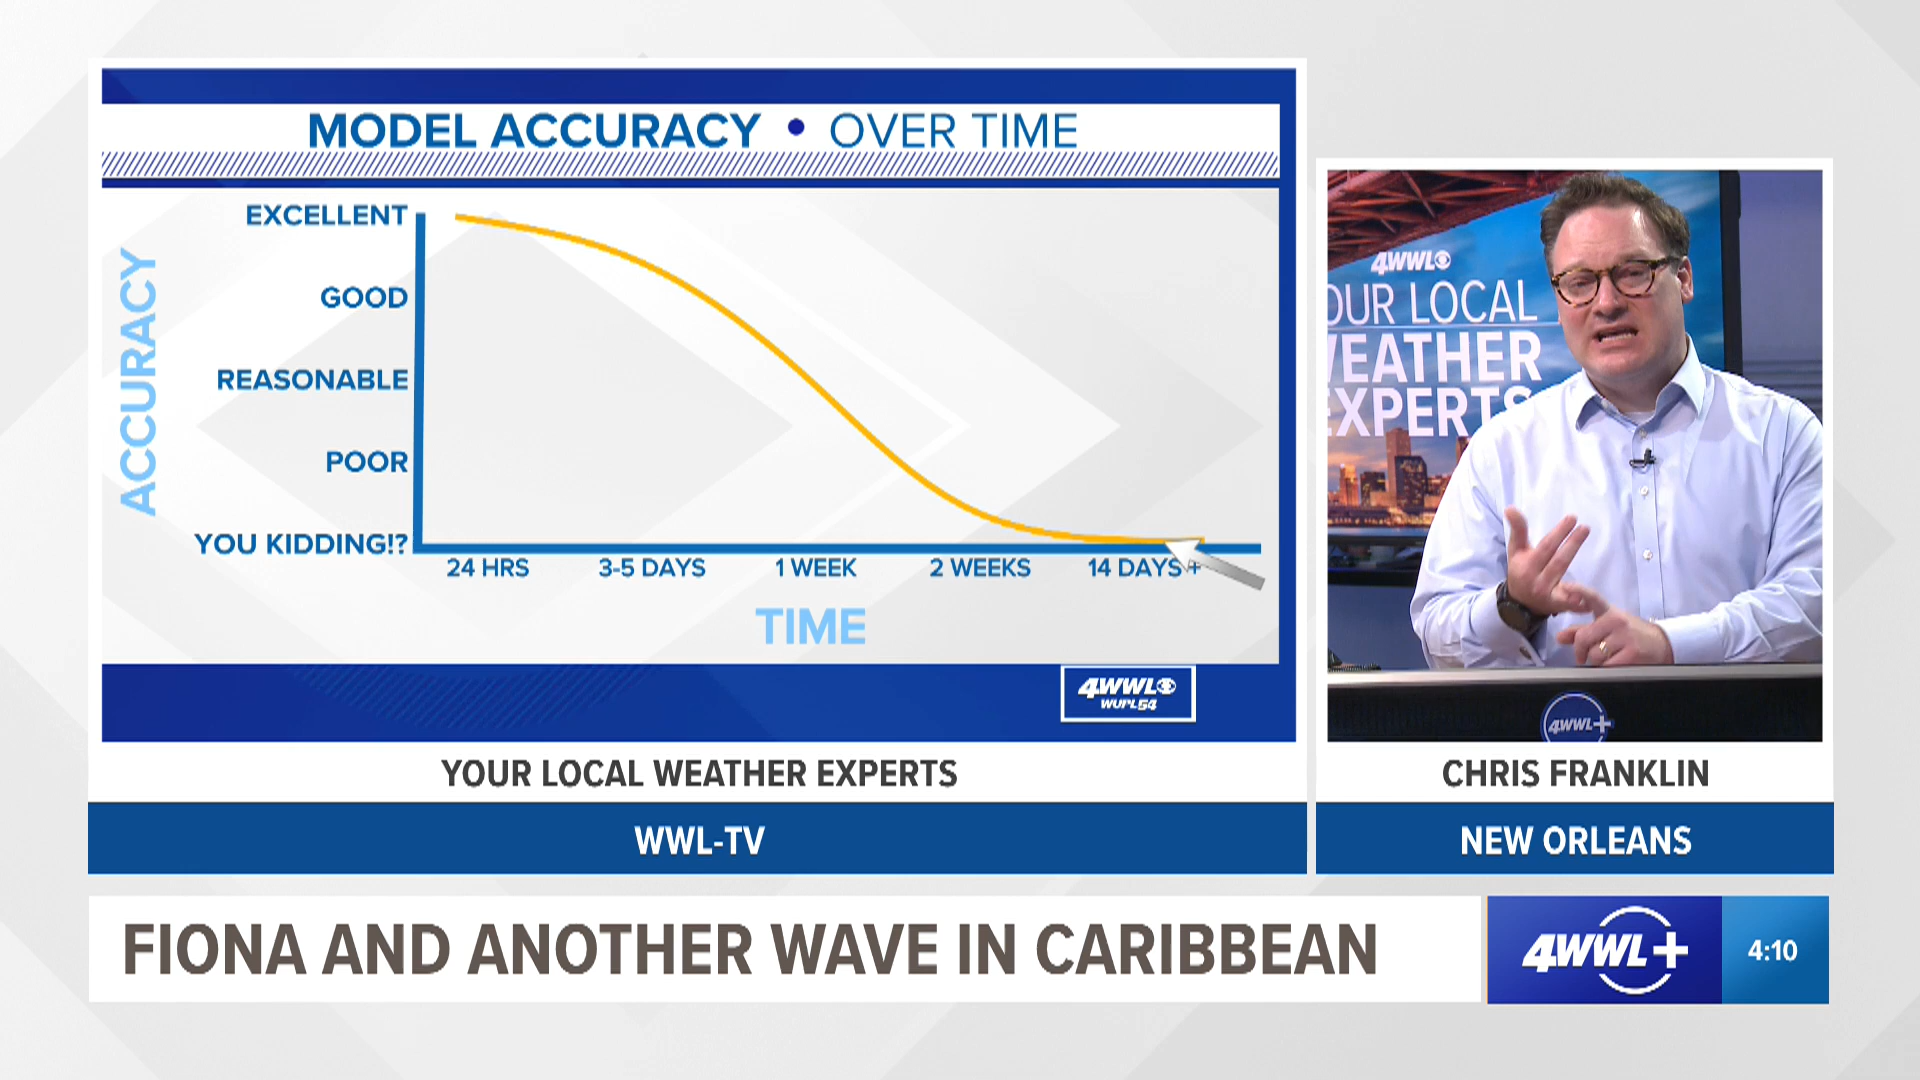 MODEL ACCURACY • OVER TIME
ACCURACY
EXCELLENT
GOOD
REASONABLE
POOR
YOU KIDDING!?
24 HRS 3-5 DAYS 1 WEEK 2 WEEKS 14 DAYS+
TIME
4WWL
WUPL54
YOUR LOCAL WEATHER EXPERTS
WWL-TV
4WWL
OUR LOCAL
WEATHER
EXPERTS
4WWL+
CHRIS FRANKLIN
NEW ORLEANS
FIONA AND ANOTHER WAVE IN CARIBBEAN
4WWL+
4:10